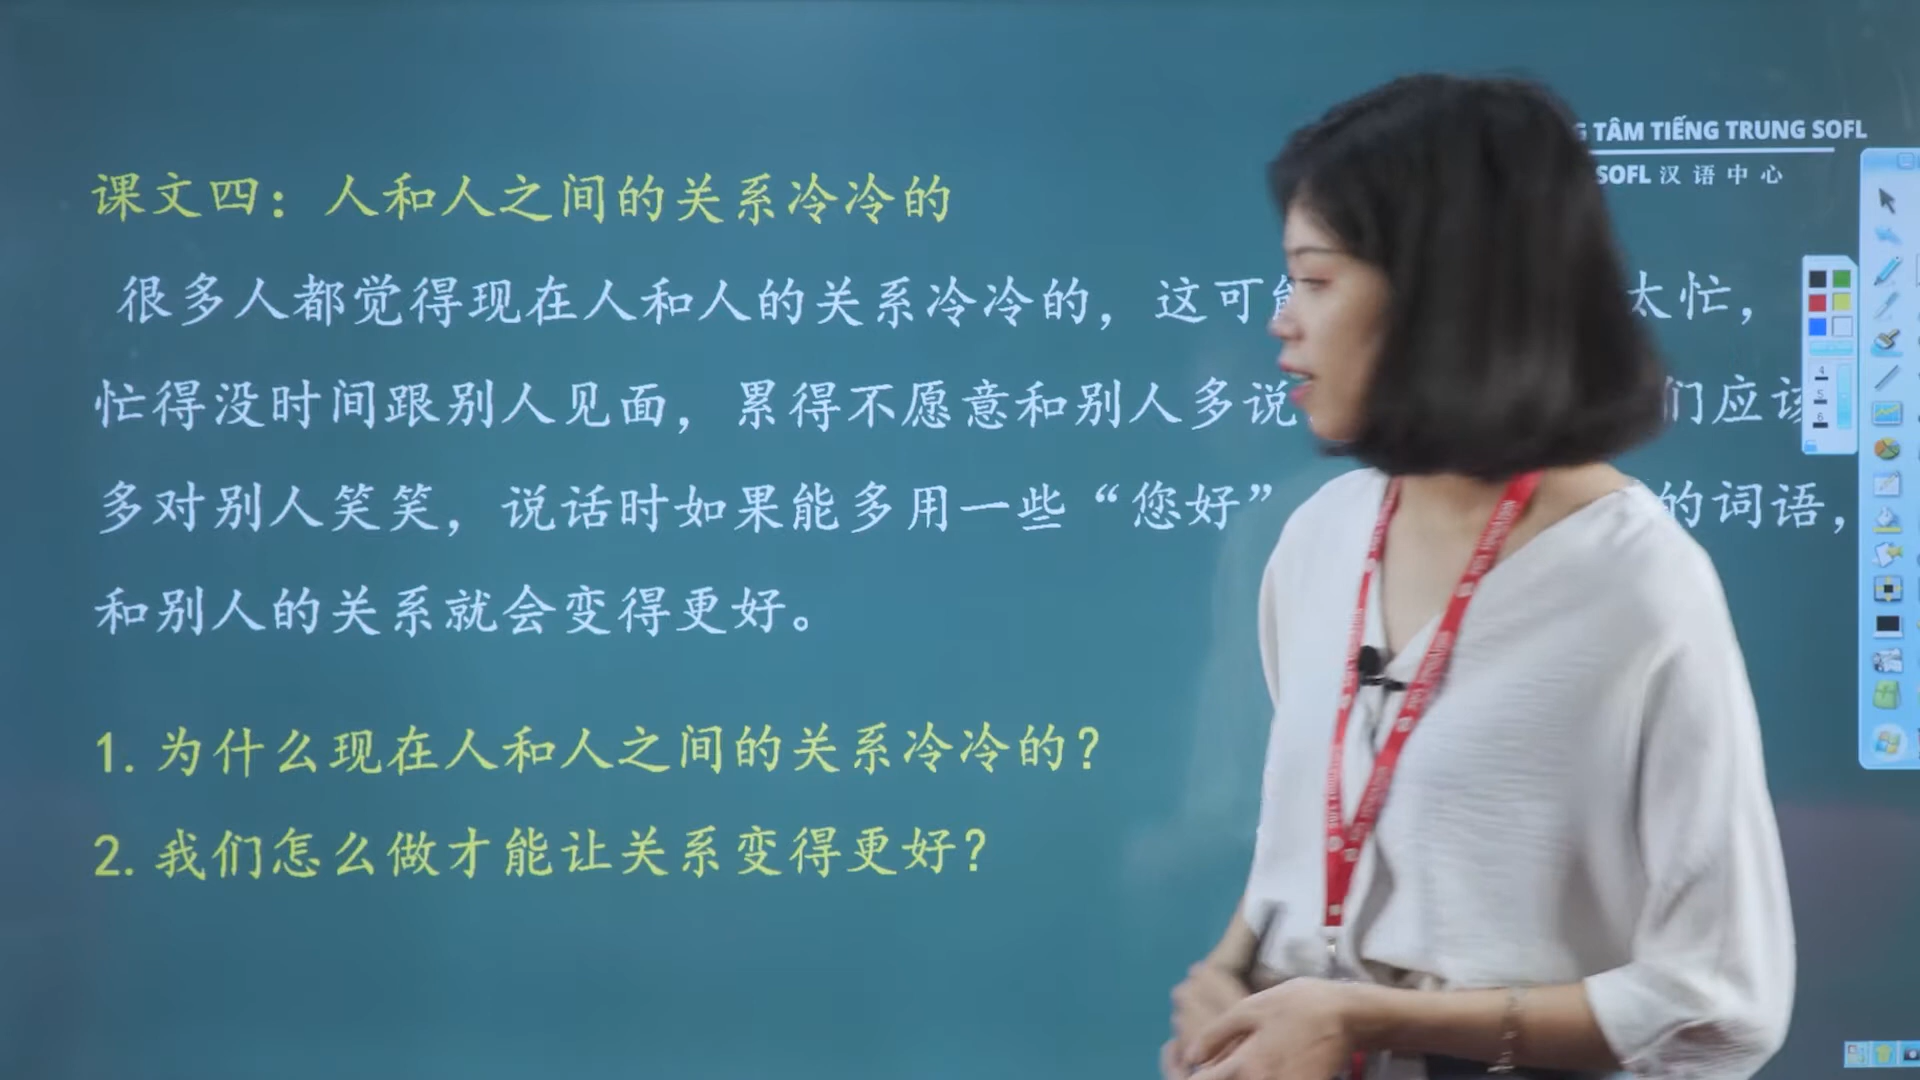 TÂM TIẾNG TRUNG SOFL
SOFL 汉语中心
课文四：人和人之间的关系冷冷的
很多人都觉得现在人和人的关系冷冷的，这可能 太忙，
忙得没时间跟别人见面，累得不愿意和别人多说 们应该
多对别人笑笑，说话时如果能多用一些“您好” 的词语，
和别人的关系就会变得更好。
1. 为什么现在人和人之间的关系冷冷的？
2. 我们怎么做才能让关系变得更好？
4
5
6